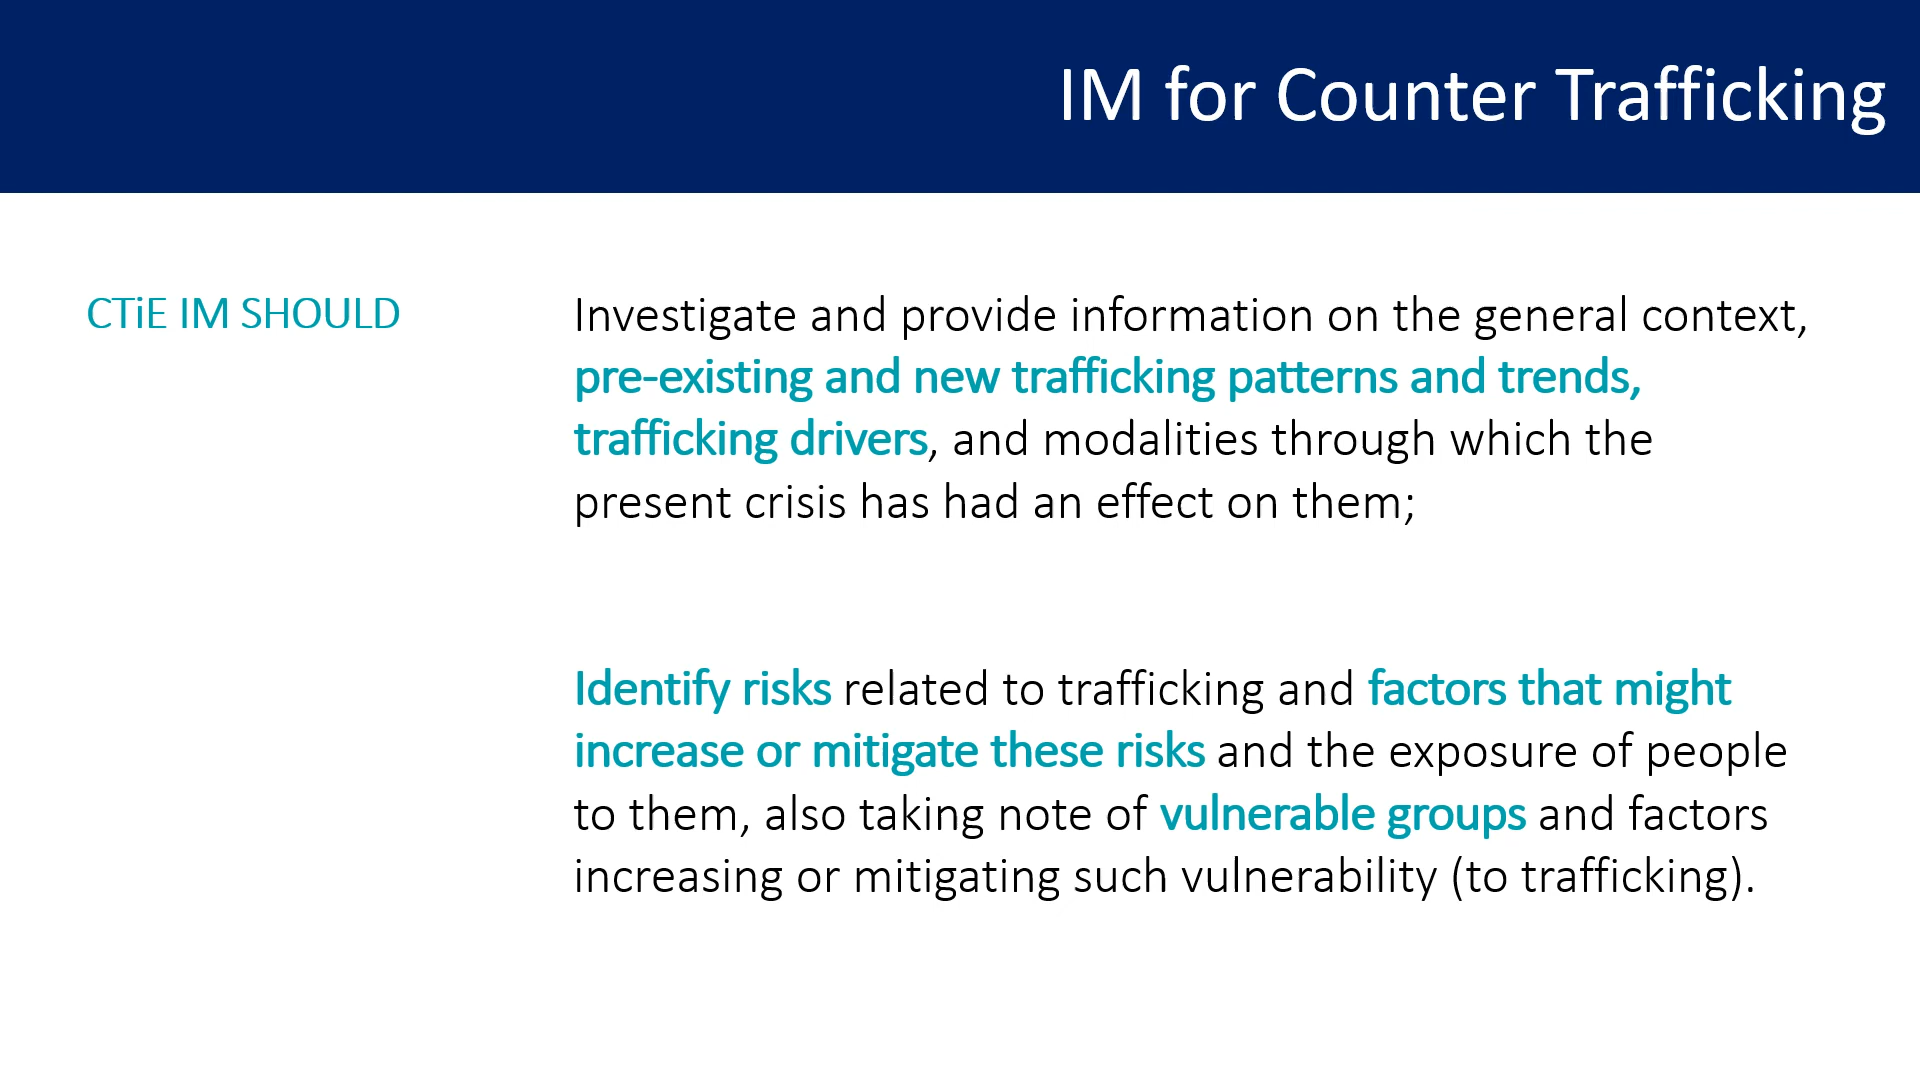 IM for Counter Trafficking
CTiE IM SHOULD
Investigate and provide information on the general context,
pre-existing and new trafficking patterns and trends,
trafficking drivers, and modalities through which the
present crisis has had an effect on them;
Identify risks related to trafficking and factors that might
increase or mitigate these risks and the exposure of people
to them, also taking note of vulnerable groups and factors
increasing or mitigating such vulnerability (to trafficking).